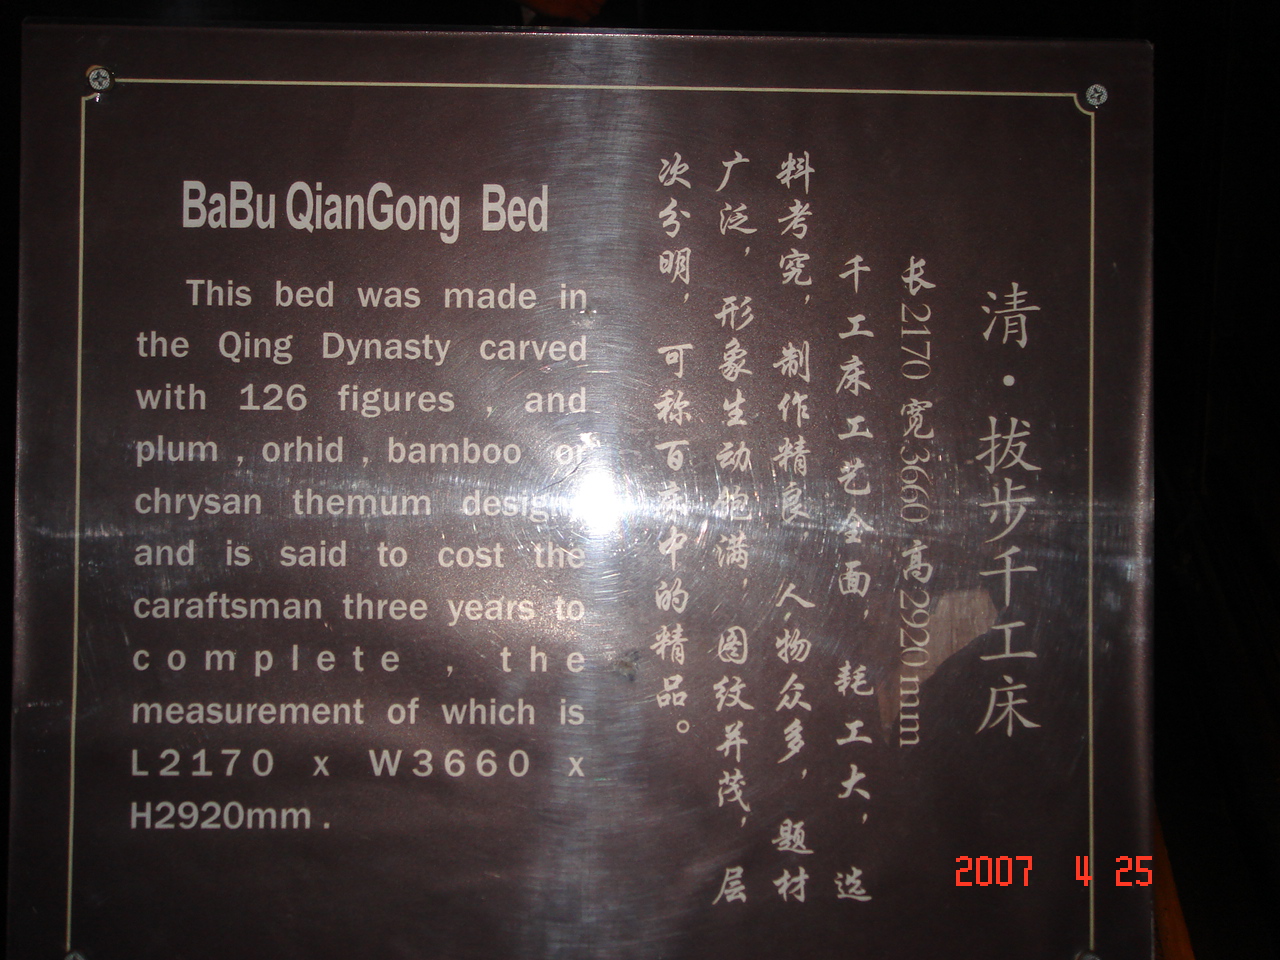 BaBu QianGong Bed
This bed was made in
the Qing Dynasty carved
with 126 figures , and
plum , orhid , bamboo or
chrysan themum design
and is said to cost the
caraftsman three years to
complete , the
measurement of which is
L2170 x W3660 x
H2920mm .
清·拔步千工床
长2170 宽3660 高2920mm
千工床工艺全面，耗工大，选
料考究，制作精良 人物众多，题材
广泛，形象生动饱满，图纹并茂，层
次分明，可称百床中的精品。
2007 4 25